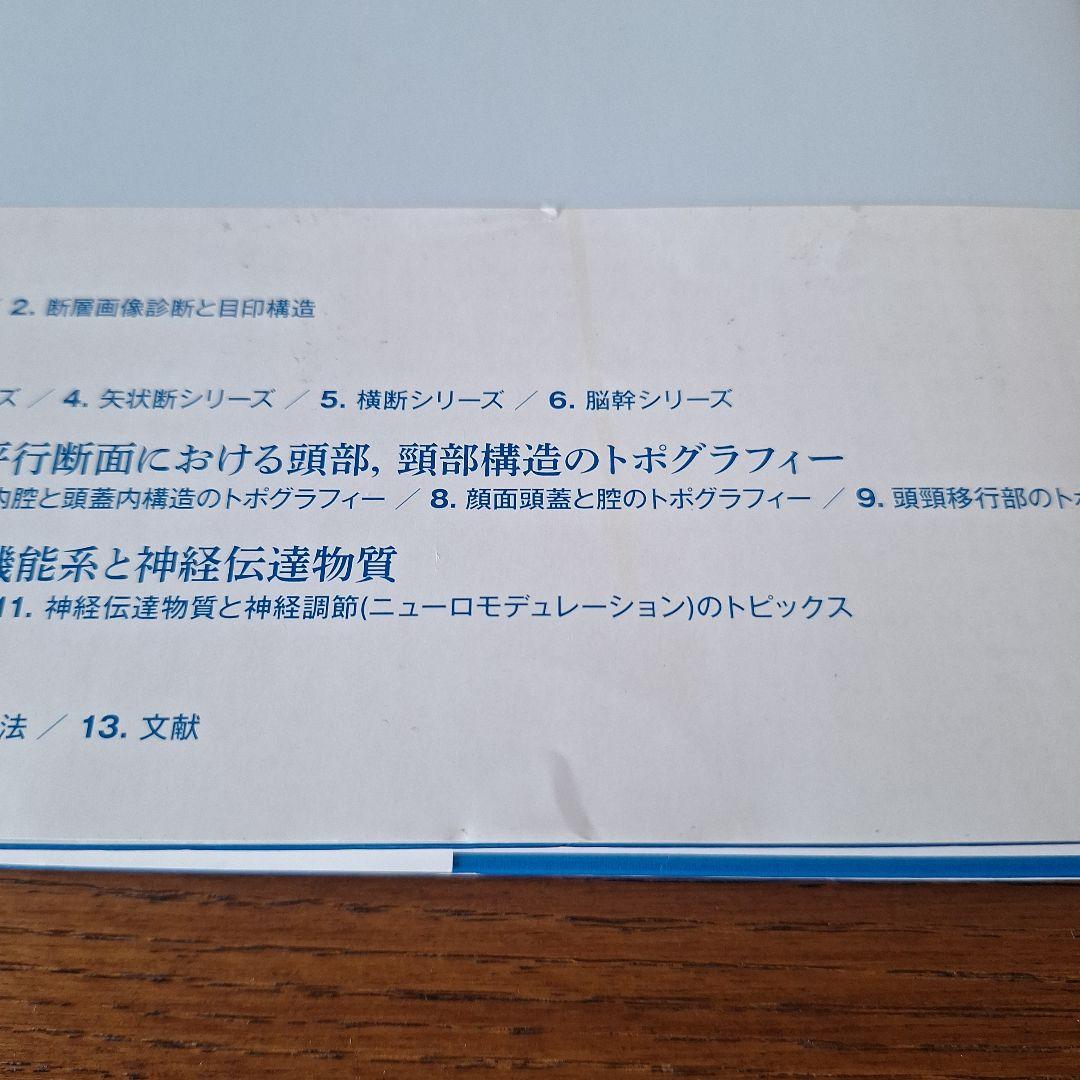 ／ 2. 断層画像診断と目印構造
ズ ／ 4. 矢状断シリーズ ／ 5. 横断シリーズ ／ 6. 脳幹シリーズ
平行断面における頭部, 頸部構造のトポグラフィー
内腔と頭蓋内構造のトポグラフィー ／ 8. 顔面頭蓋と腔のトポグラフィー ／ 9. 頭頸移行部のトポ
機能系と神経伝達物質
11. 神経伝達物質と神経調節(ニューロモデュレーション)のトピックス
法 ／ 13. 文献